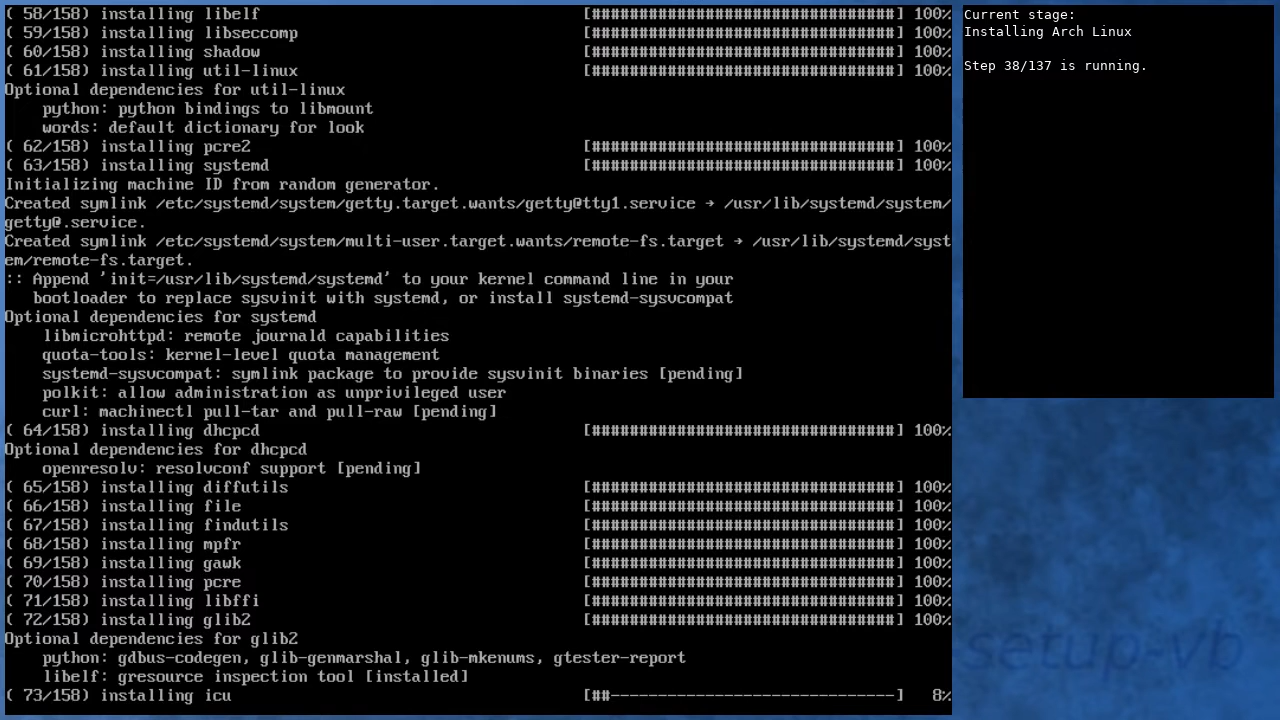 ( 58/158) installing libelf [################################] 100%
( 59/158) installing libseccomp [################################] 100%
( 60/158) installing shadow [################################] 100%
( 61/158) installing util-linux [################################] 100%
Optional dependencies for util-linux
    python: python bindings to libmount
    words: default dictionary for look
( 62/158) installing pcre2 [################################] 100%
( 63/158) installing systemd [################################] 100%
Initializing machine ID from random generator.
Created symlink /etc/systemd/system/getty.target.wants/getty@tty1.service → /usr/lib/systemd/system/
getty@.service.
Created symlink /etc/systemd/system/multi-user.target.wants/remote-fs.target → /usr/lib/systemd/syst
em/remote-fs.target.
:: Append 'init=/usr/lib/systemd/systemd' to your kernel command line in your
   bootloader to replace sysvinit with systemd, or install systemd-sysvcompat
Optional dependencies for systemd
    libmicrohttpd: remote journald capabilities
    quota-tools: kernel-level quota management
    systemd-sysvcompat: symlink package to provide sysvinit binaries [pending]
    polkit: allow administration as unprivileged user
    curl: machinectl pull-tar and pull-raw [pending]
( 64/158) installing dhcpcd [################################] 100%
Optional dependencies for dhcpcd
    openresolv: resolvconf support [pending]
( 65/158) installing diffutils [################################] 100%
( 66/158) installing file [################################] 100%
( 67/158) installing findutils [################################] 100%
( 68/158) installing mpfr [################################] 100%
( 69/158) installing gawk [################################] 100%
( 70/158) installing pcre [################################] 100%
( 71/158) installing libffi [################################] 100%
( 72/158) installing glib2 [################################] 100%
Optional dependencies for glib2
    python: gdbus-codegen, glib-genmarshal, glib-mkenums, gtester-report
    libelf: gresource inspection tool [installed]
( 73/158) installing icu [##------------------------------] 8%
Current stage:
Installing Arch Linux
Step 38/137 is running.
setup-vb